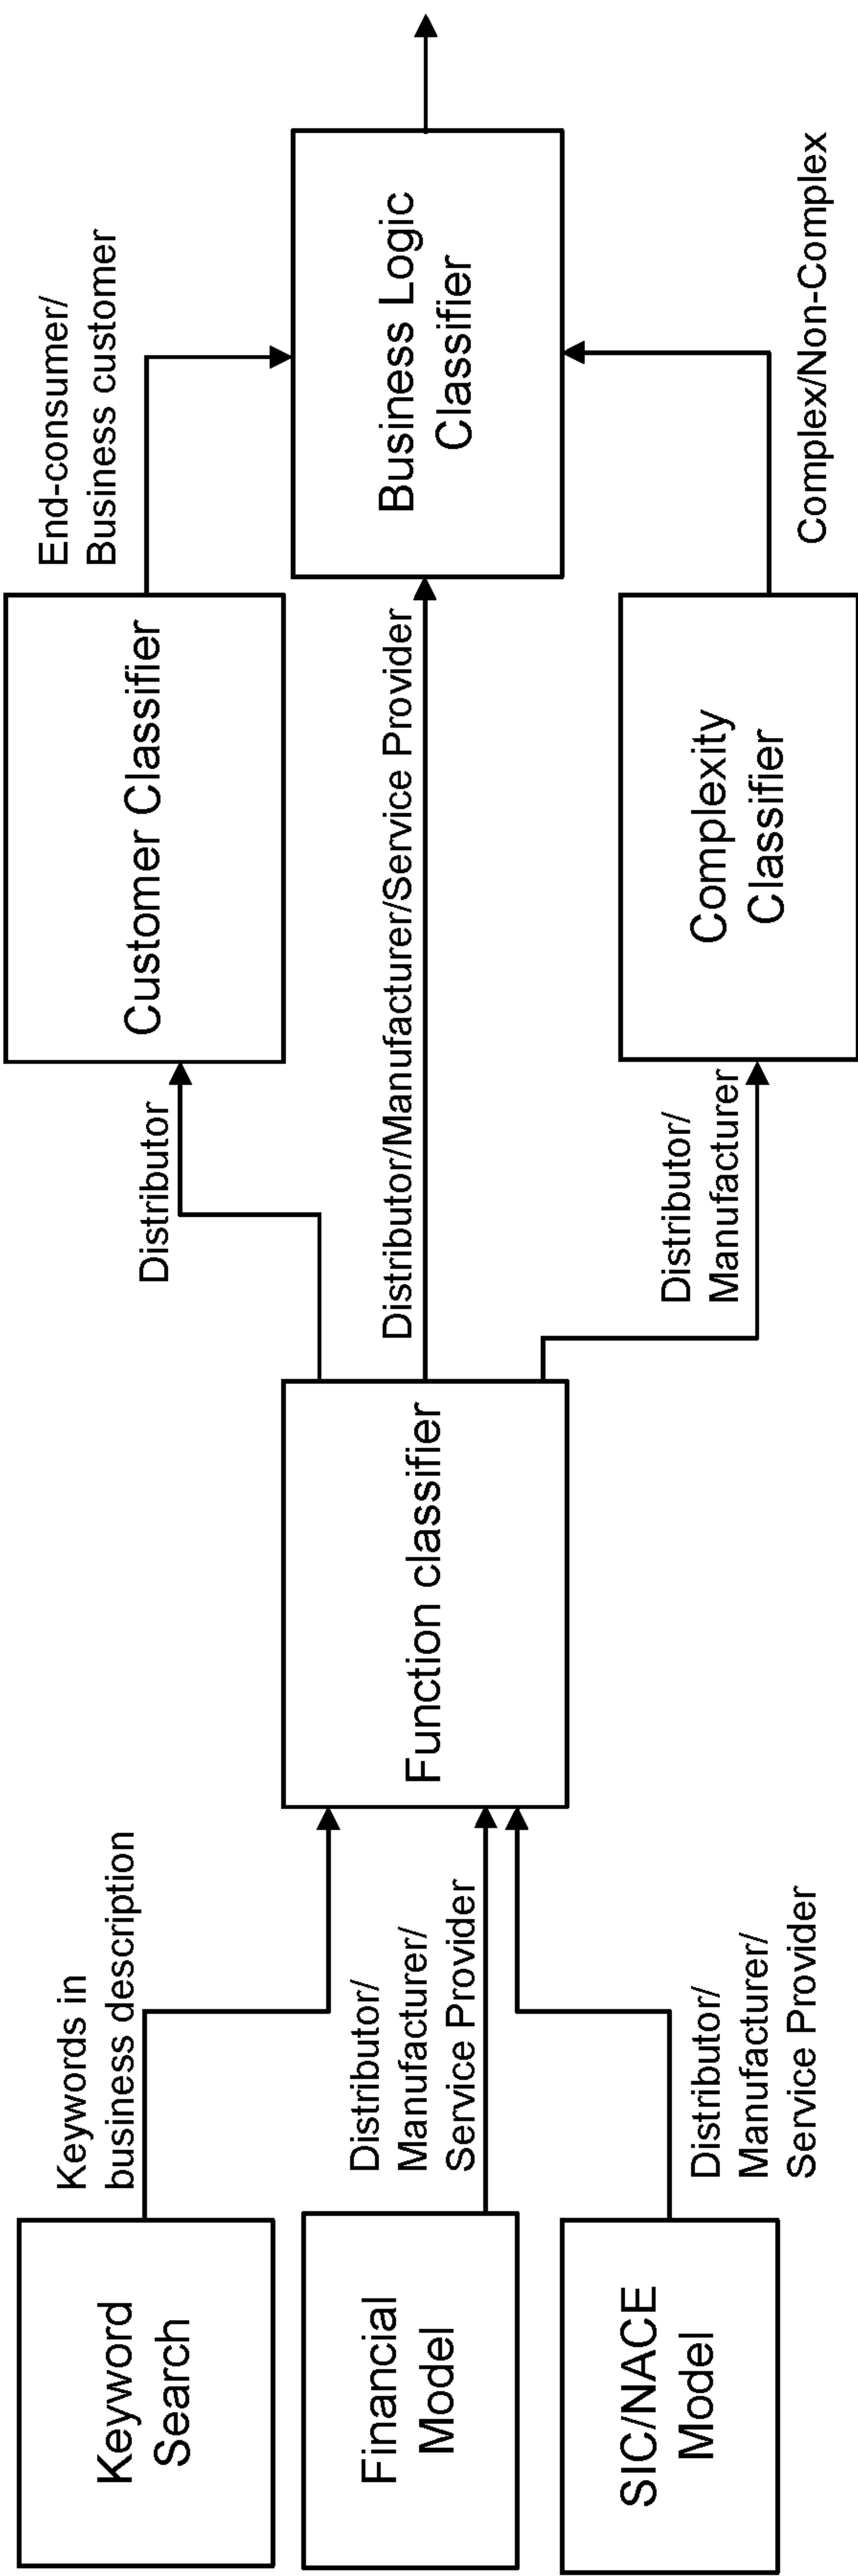 Keyword
Search
Keywords in
business description
Financial
Model
Distributor/
Manufacturer/
Service Provider
SIC/NACE
Model
Distributor/
Manufacturer/
Service Provider
Function classifier
Distributor
Distributor/Manufacturer/Service Provider
Distributor/
Manufacturer
Customer Classifier
Complexity
Classifier
End-consumer/
Business customer
Business Logic
Classifier
Complex/Non-Complex